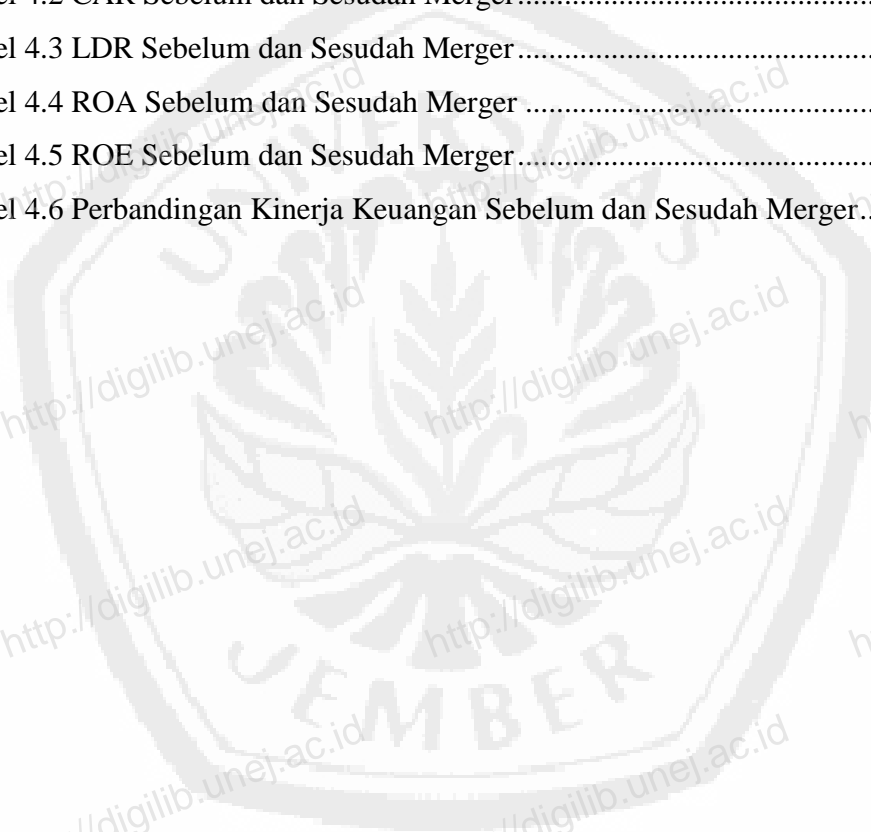 el 4.2 CAR Sebelum dan Sesudah Merger....................................................
el 4.3 LDR Sebelum dan Sesudah Merger....................................................
el 4.4 ROA Sebelum dan Sesudah Merger ...................................................
el 4.5 ROE Sebelum dan Sesudah Merger....................................................
el 4.6 Perbandingan Kinerja Keuangan Sebelum dan Sesudah Merger..
UNIVERSITAS
JEMBER
http://digilib.unej.ac.id
http://digilib.unej.ac.id
http://digilib.unej.ac.id
http://digilib.unej.ac.id
http://digilib.unej.ac.id
http://digilib.unej.ac.id
//digilib.unej.ac.id
//digilib.unej.ac.id